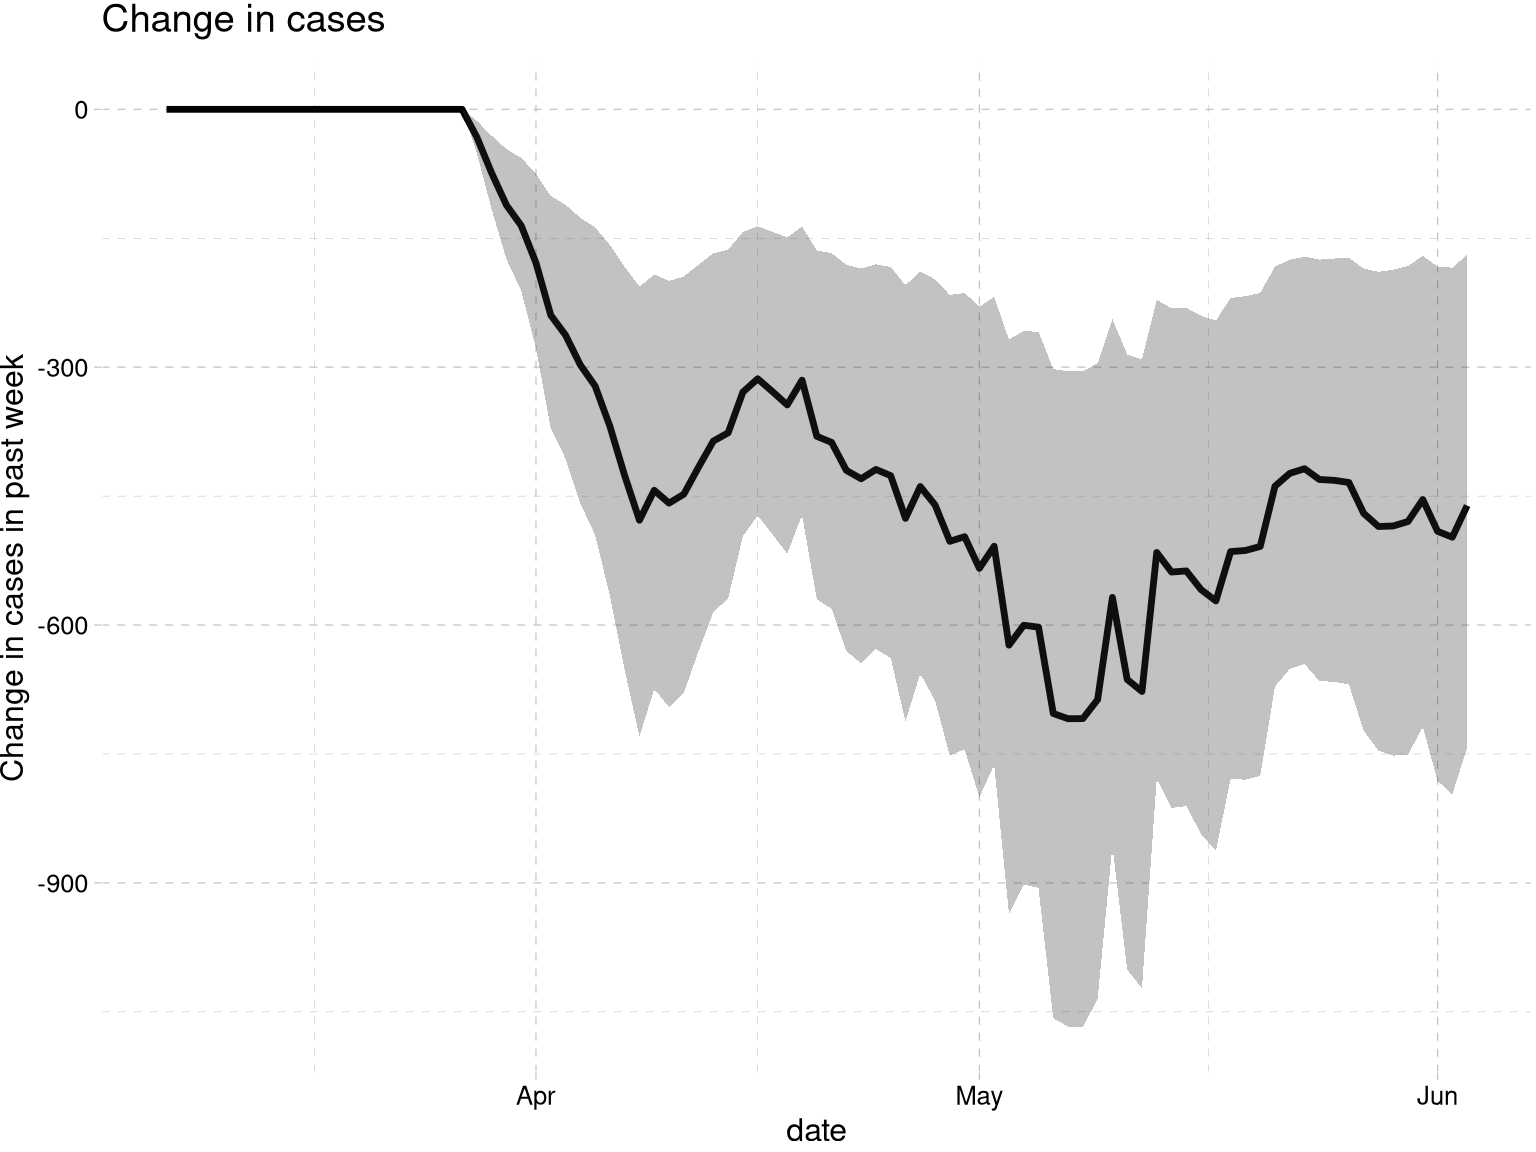 Change in cases
Change in cases in past week
0
-300
-600
-900
Apr
May
Jun
date